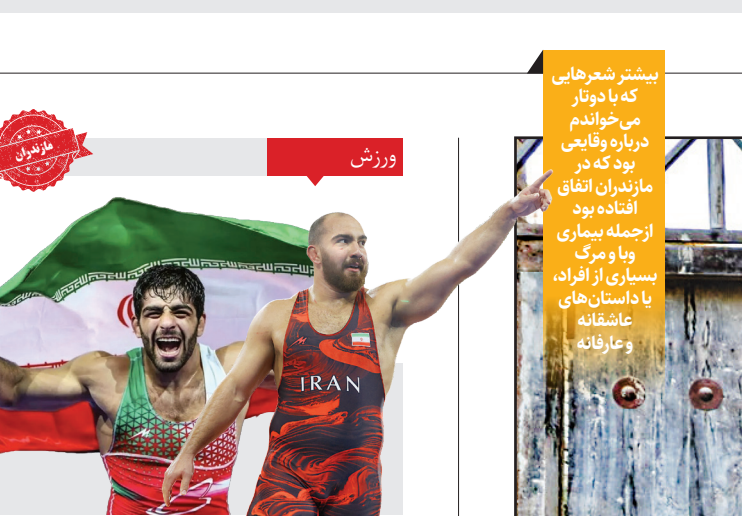 بیشتر شعرهایی
که با دوتار
می‌خواندم
درباره وقایعی
بود که در
مازندران اتفاق
افتاده بود
ازجمله بیماری
وبا و مرگ
بسیاری از افراد،
یا داستان‌های
عاشقانه
و عارفانه
ورزش
مازندران
IRAN